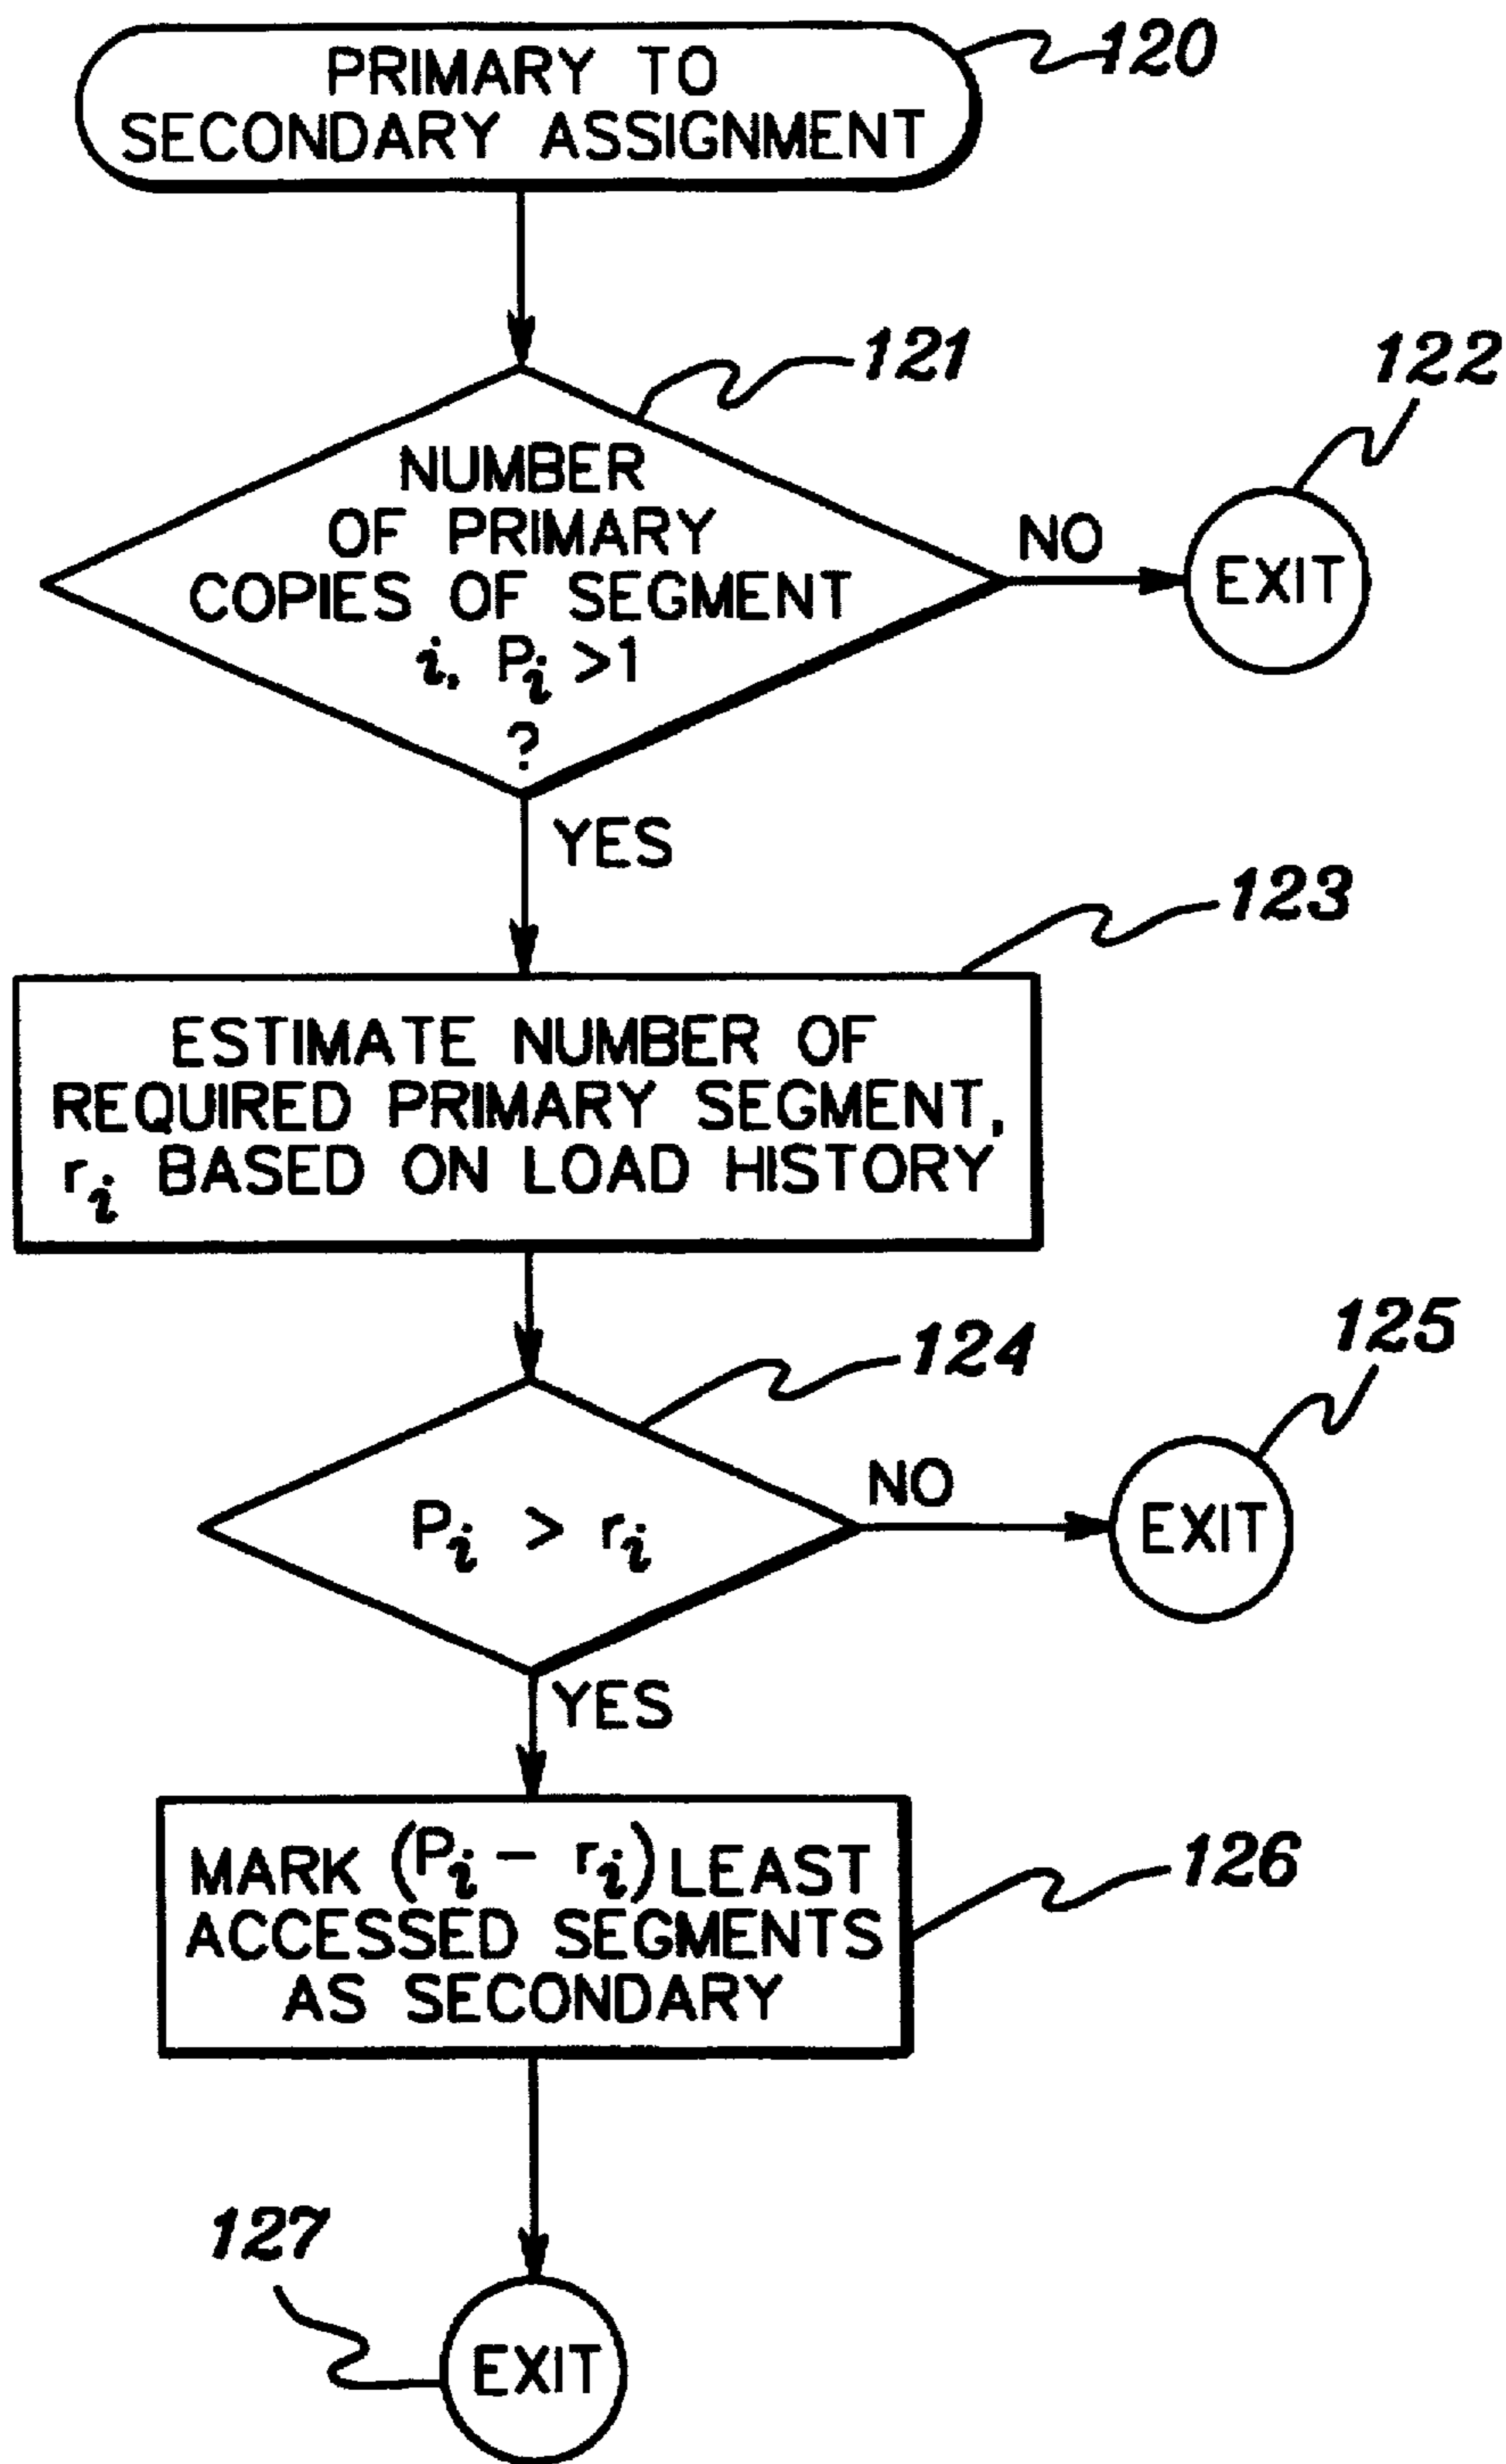 PRIMARY TO
SECONDARY ASSIGNMENT
120
121
122
NUMBER
OF PRIMARY
COPIES OF SEGMENT
i, Pi >1
?
NO
EXIT
YES
123
ESTIMATE NUMBER OF
REQUIRED PRIMARY SEGMENT,
ri BASED ON LOAD HISTORY
124
125
Pi > ri
NO
EXIT
YES
MARK (Pi - ri) LEAST
ACCESSED SEGMENTS
AS SECONDARY
126
127
EXIT